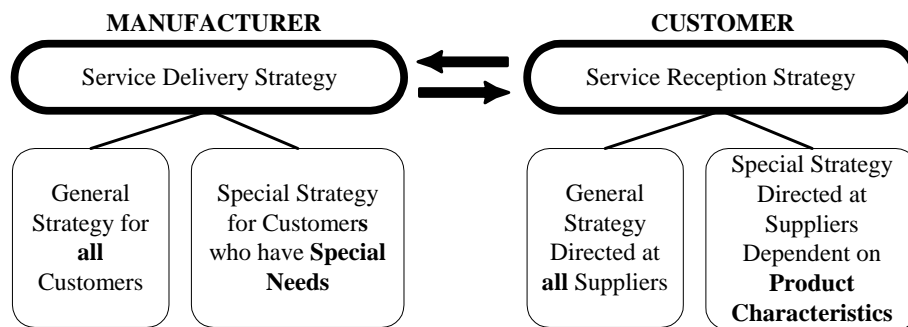 MANUFACTURER
Service Delivery Strategy
General
Strategy for
all
Customers
Special Strategy
for Customers
who have Special
Needs
CUSTOMER
Service Reception Strategy
General
Strategy
Directed at
all Suppliers
Special Strategy
Directed at
Suppliers
Dependent on
Product
Characteristics